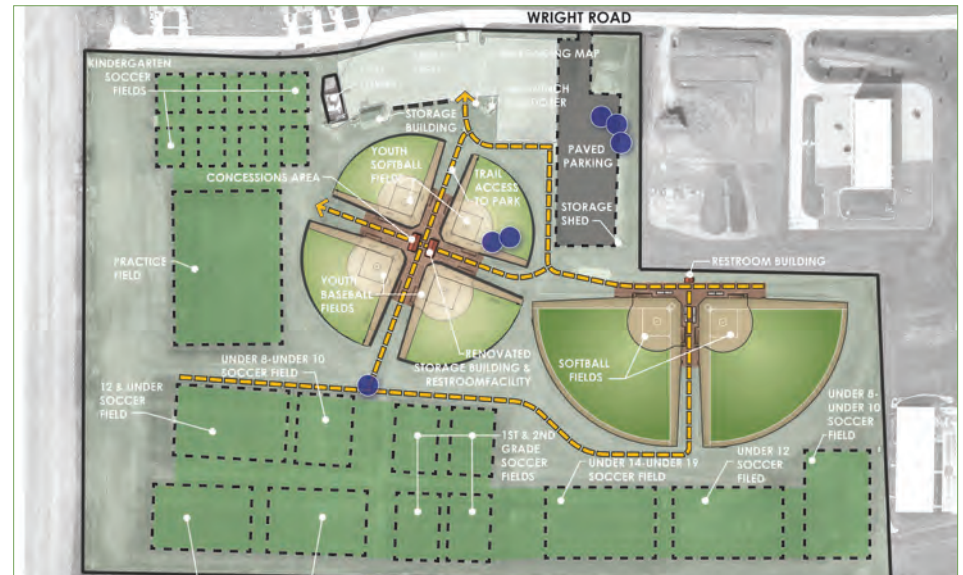 WRIGHT ROAD
KINDERGARTEN
SOCCER
FIELDS
STORAGE
BUILDING
YOUTH
SOFTBALL
FIELDS
CONCESSIONS AREA
TRAIL
ACCESS
TO PARK
PAVED
PARKING
STORAGE
SHED
PRACTICE
FIELD
RESTROOM BUILDING
YOUTH
BASEBALL
FIELDS
RENOVATED
STORAGE BUILDING &
RESTROOMFACILITY
SOFTBALL
FIELDS
UNDER 8-UNDER 10
SOCCER FIELD
12 & UNDER
SOCCER
FIELD
UNDER 8-
UNDER 10
SOCCER
FIELD
1ST & 2ND
GRADE
SOCCER
FIELDS
UNDER 14-UNDER 19
SOCCER FIELD
UNDER 12
SOCCER
FILED